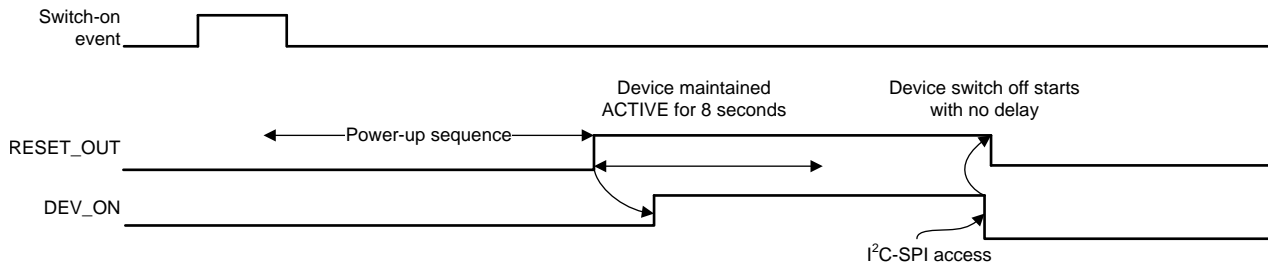 Switch-on
event
Device maintained
ACTIVE for 8 seconds
Device switch off starts
with no delay
Power-up sequence
RESET_OUT
DEV_ON
I²C-SPI access